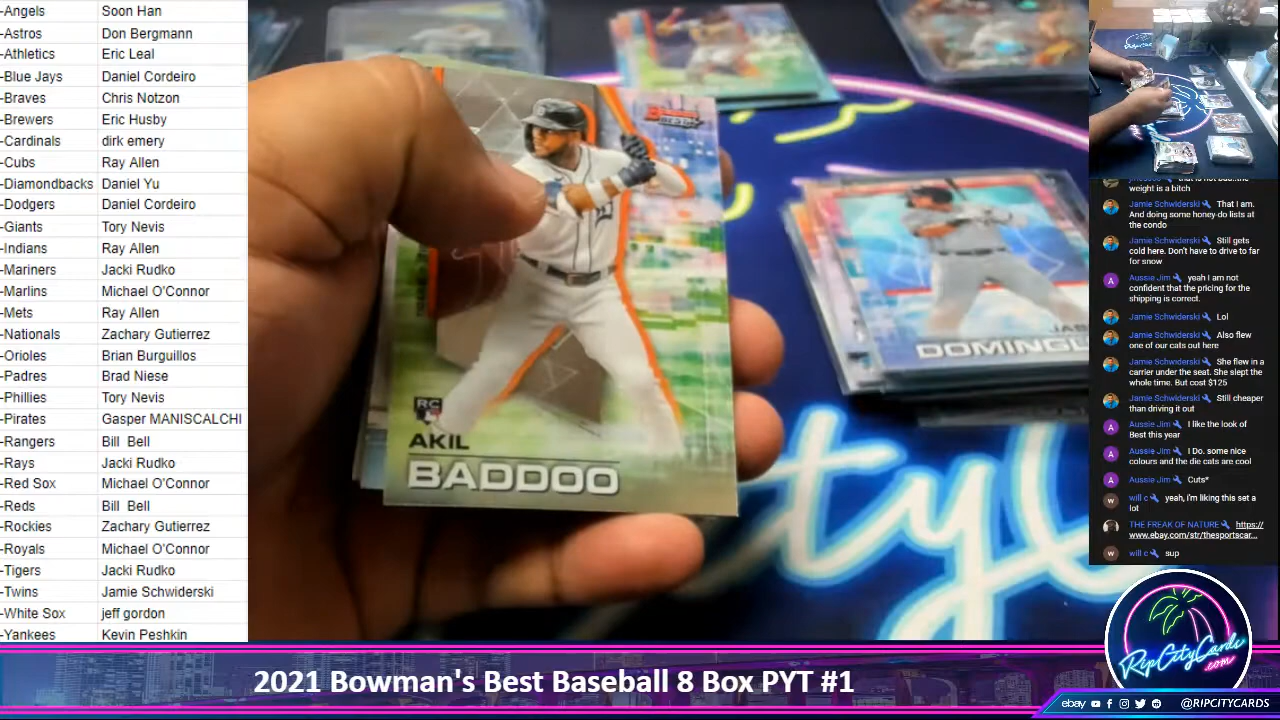 -Angels Soon Han
-Astros Don Bergmann
-Athletics Eric Leal
-Blue Jays Daniel Cordeiro
-Braves Chris Notzon
-Brewers Eric Husby
-Cardinals dirk emery
-Cubs Ray Allen
-Diamondbacks Daniel Yu
-Dodgers Daniel Cordeiro
-Giants Tory Nevis
-Indians Ray Allen
-Mariners Jacki Rudko
-Marlins Michael O'Connor
-Mets Ray Allen
-Nationals Zachary Gutierrez
-Orioles Brian Burguillos
-Padres Brad Niese
-Phillies Tory Nevis
-Pirates Gasper MANISCALCHI
-Rangers Bill Bell
-Rays Jacki Rudko
-Red Sox Michael O'Connor
-Reds Bill Bell
-Rockies Zachary Gutierrez
-Royals Michael O'Connor
-Tigers Jacki Rudko
-Twins Jamie Schwiderski
-White Sox jeff gordon
-Yankees Kevin Peshkin
RC
AKIL
BADDOO
JAS
DOMINGU
tyC
that is not bad..the
weight is a bitch
Jamie Schwiderski That I am.
And doing some honey-do lists at
the condo
Jamie Schwiderski Still gets
cold here. Don't have to drive to far
for snow
Aussie Jim yeah I am not
confident that the pricing for the
shipping is correct.
Jamie Schwiderski Lol
Jamie Schwiderski Also flew
one of our cats out here
Jamie Schwiderski She flew in a
carrier under the seat. She slept the
whole time. But cost $125
Jamie Schwiderski Still cheaper
than driving it out
Aussie Jim I like the look of
Best this year
Aussie Jim I Do. some nice
colours and the die cats are cool
Aussie Jim Cuts*
will c yeah, i'm liking this set a
lot
THE FREAK OF NATURE https://
www.ebay.com/str/thesportscar...
will c sup
RipCityCards
.com
2021 Bowman's Best Baseball 8 Box PYT #1
ebay @RIPCITYCARDS